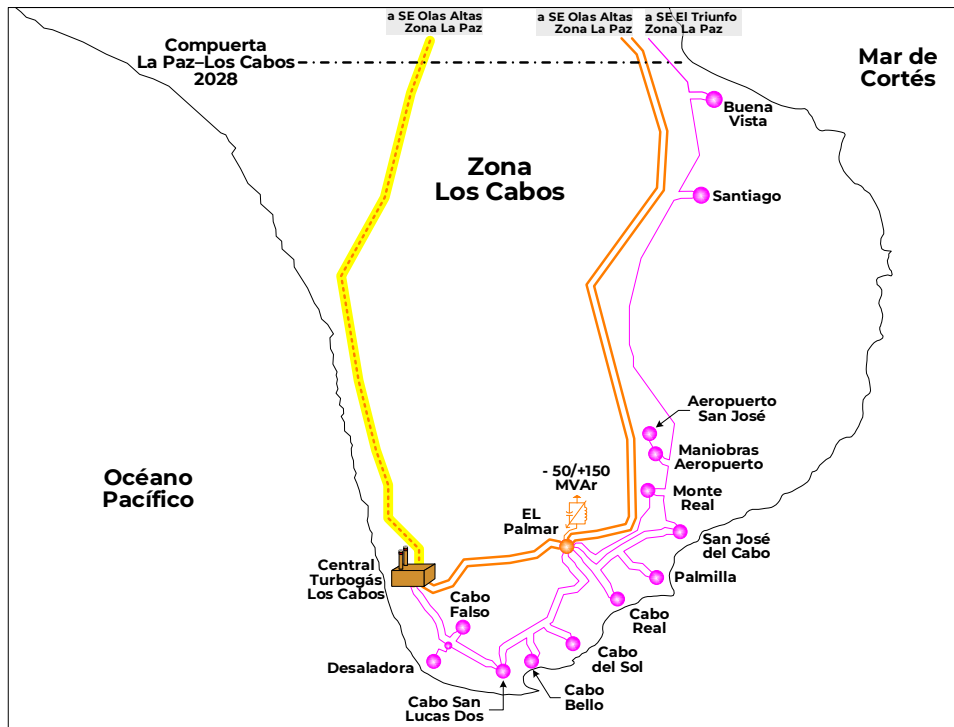 a SE Olas Altas
Zona La Paz
a SE Olas Altas
Zona La Paz
a SE El Triunfo
Zona La Paz
Compuerta
La Paz–Los Cabos
2028
Mar de
Cortés
Buena
Vista
Zona
Los Cabos
Santiago
Aeropuerto
San José
Maniobras
Aeropuerto
Océano
Pacífico
- 50/+150
MVAr
Monte
Real
EL
Palmar
San José
del Cabo
Central
Turbogás
Los Cabos
Palmilla
Cabo
Falso
Cabo
Real
Cabo
del Sol
Desaladora
Cabo San
Lucas Dos
Cabo
Bello